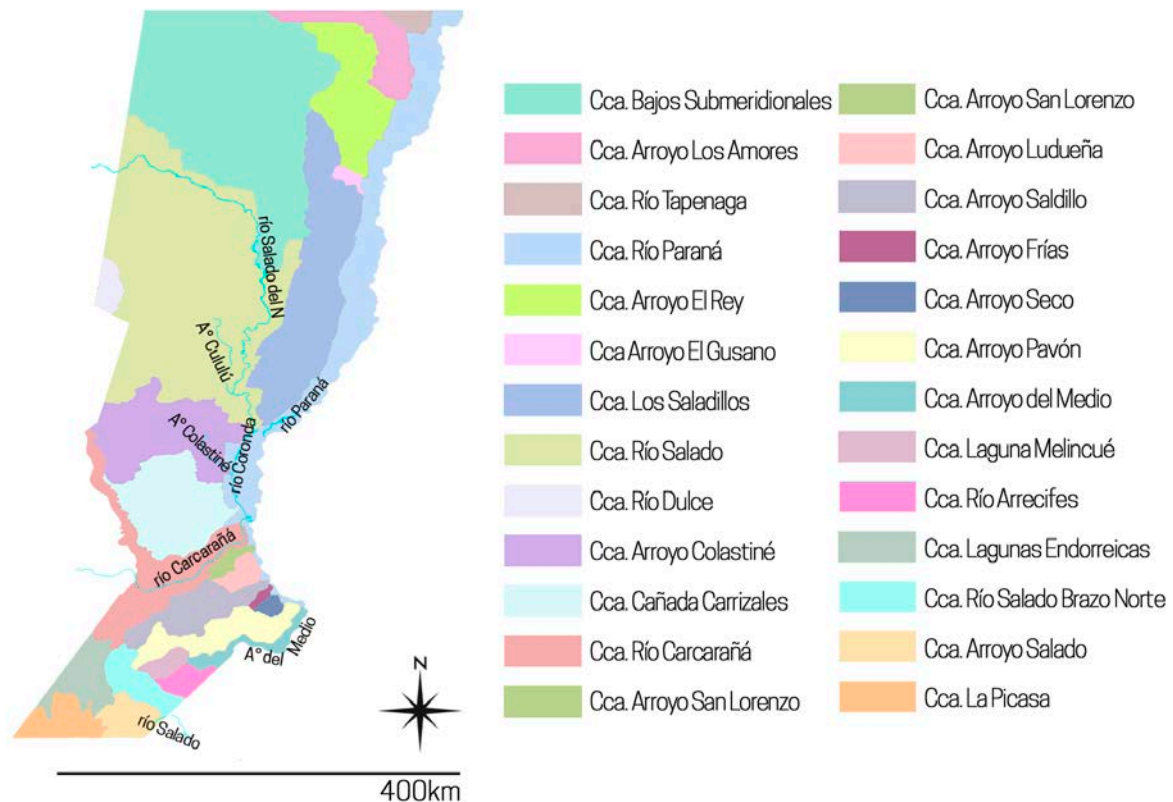 río Salado del N
A° Cululú
río Paraná
A° Colastiné
río Coronda
río Carcarañá
A° del Medio
río Salado
N
400km
Cca. Bajos Submeridionales
Cca. Arroyo Los Amores
Cca. Río Tapenaga
Cca. Río Paraná
Cca. Arroyo El Rey
Cca Arroyo El Gusano
Cca. Los Saladillos
Cca. Río Salado
Cca. Río Dulce
Cca. Arroyo Colastiné
Cca. Cañada Carrizales
Cca. Río Carcarañá
Cca. Arroyo San Lorenzo
Cca. Arroyo San Lorenzo
Cca. Arroyo Ludueña
Cca. Arroyo Saldillo
Cca. Arroyo Frías
Cca. Arroyo Seco
Cca. Arroyo Pavón
Cca. Arroyo del Medio
Cca. Laguna Melincué
Cca. Río Arrecifes
Cca. Lagunas Endorreicas
Cca. Río Salado Brazo Norte
Cca. Arroyo Salado
Cca. La Picasa